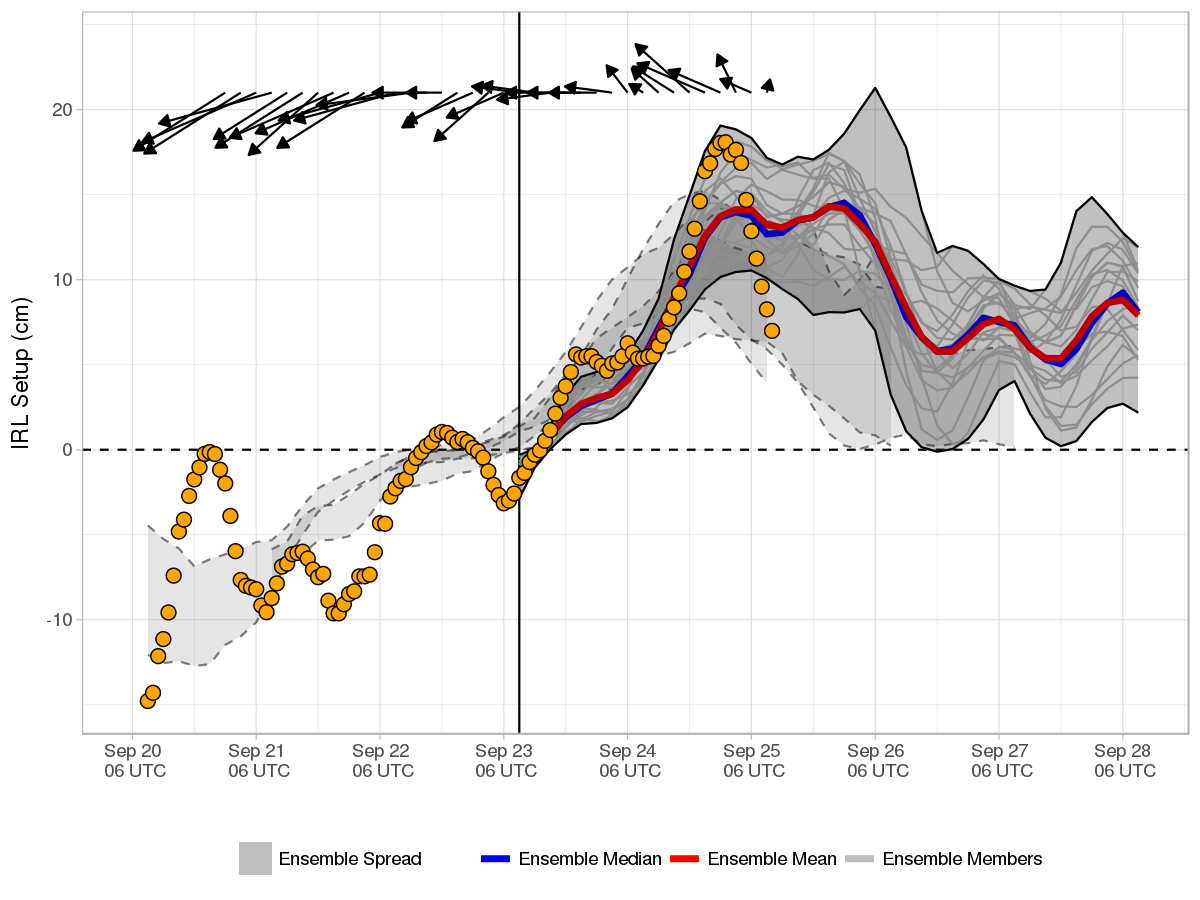 IRL Setup (cm)
20
10
0
-10
Sep 20 Sep 21 Sep 22 Sep 23 Sep 24 Sep 25 Sep 26 Sep 27 Sep 28
06 UTC 06 UTC 06 UTC 06 UTC 06 UTC 06 UTC 06 UTC 06 UTC 06 UTC
Ensemble Spread Ensemble Median Ensemble Mean Ensemble Members